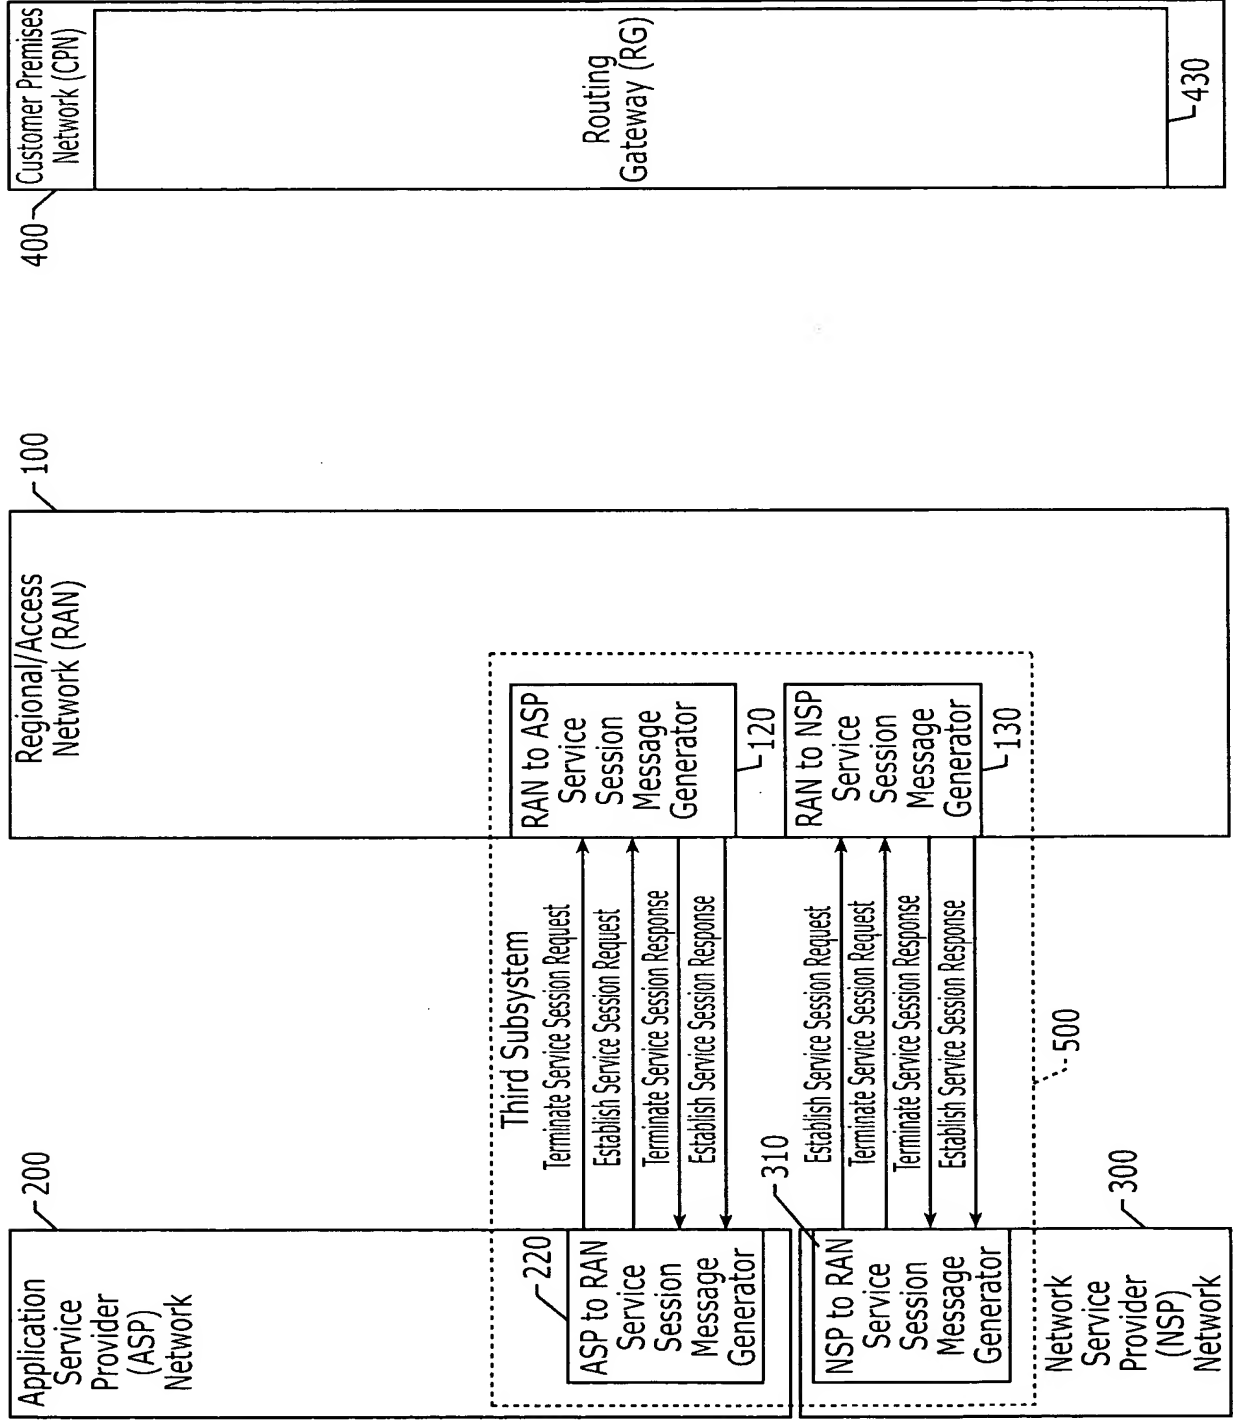 Application
Service
Provider
(ASP)
Network
200
220
ASP to RAN
Service
Session
Message
Generator
NSP to RAN
Service
Session
Message
Generator
310
Network
Service
Provider
(NSP)
Network
300
Third Subsystem
Terminate Service Session Request
Establish Service Session Request
Terminate Service Session Response
Establish Service Session Response
Establish Service Session Request
Terminate Service Session Request
Terminate Service Session Response
Establish Service Session Response
500
Regional/Access
Network (RAN)
100
RAN to ASP
Service
Session
Message
Generator
120
RAN to NSP
Service
Session
Message
Generator
130
Customer Premises
Network (CPN)
400
Routing
Gateway (RG)
430